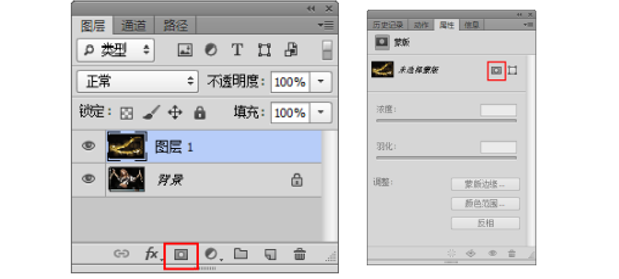 图层 通道 路径
类型
正常 不透明度: 100%
锁定: 填充: 100%
图层 1
背景
fx
历史记录 动作 属性 信息
蒙版
未选择蒙版
浓度:
羽化:
调整: 蒙版边缘...
颜色范围...
反相